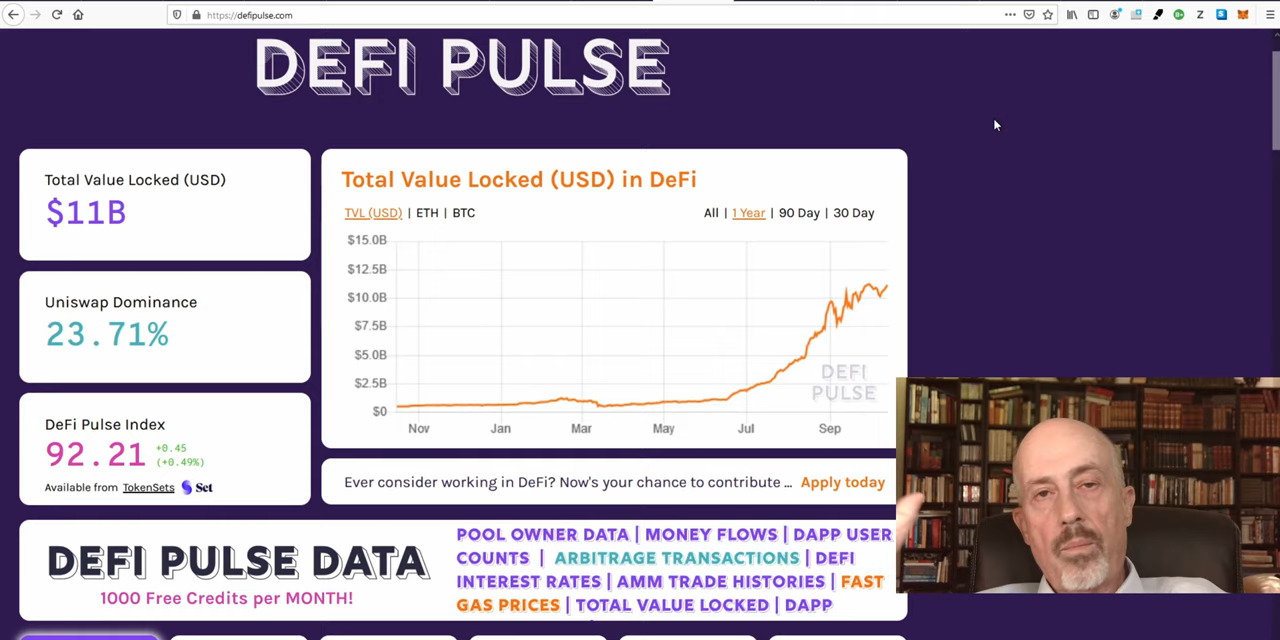 https://defipulse.com
DEFI PULSE
Total Value Locked (USD)
$11B
Uniswap Dominance
23.71%
DeFi Pulse Index
92.21
+0.45
(+0.49%)
Available from TokenSets Set
Total Value Locked (USD) in DeFi
TVL (USD) | ETH | BTC
All | 1 Year | 90 Day | 30 Day
$15.0B
$12.5B
$10.0B
$7.5B
$5.0B
$2.5B
$0
Nov Jan Mar May Jul Sep
DEFI
PULSE
Ever consider working in DeFi? Now's your chance to contribute ... Apply today
DEFI PULSE DATA
1000 Free Credits per MONTH!
POOL OWNER DATA | MONEY FLOWS | DAPP USER
COUNTS | ARBITRAGE TRANSACTIONS | DEFI
INTEREST RATES | AMM TRADE HISTORIES | FAST
GAS PRICES | TOTAL VALUE LOCKED | DAPP